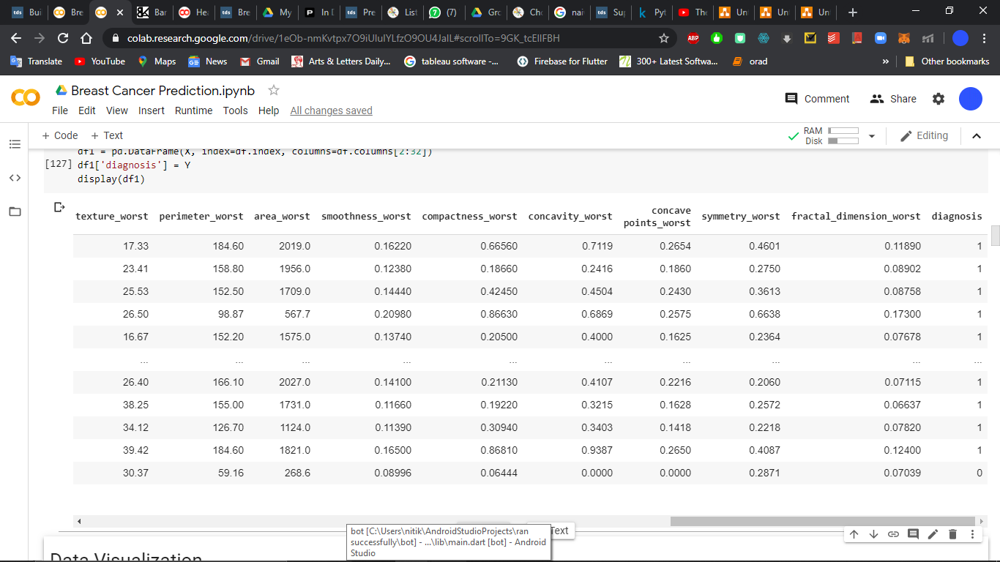 Bui
Bre
My
In D
Pre
List
(7)
Gro
nai
Sup
Pyt
The
Un
Un
Un
colab.research.google.com/drive/1eOb-nmKvtpx7O9iUIuIYLfzO9OU4JaIL#scrollTo=9GK_tcEIlFBH
Translate YouTube Maps News Gmail Arts & Letters Daily... tableau software -... Firebase for Flutter 300+ Latest Softwa... orad » Other bookmarks
Breast Cancer Prediction.ipynb
Comment Share
File Edit View Insert Runtime Tools Help All changes saved
+ Code + Text
RAM
Disk
Editing
df1 = pd.DataFrame(X, index=df.index, columns=df.columns[2:32])
[127] df1['diagnosis'] = Y
display(df1)
texture_worst perimeter_worst area_worst smoothness_worst compactness_worst concavity_worst concave points_worst symmetry_worst fractal_dimension_worst diagnosis
17.33 184.60 2019.0 0.16220 0.66560 0.7119 0.2654 0.4601 0.11890 1
23.41 158.80 1956.0 0.12380 0.18660 0.2416 0.1860 0.2750 0.08902 1
25.53 152.50 1709.0 0.14440 0.42450 0.4504 0.2430 0.3613 0.08758 1
26.50 98.87 567.7 0.20980 0.86630 0.6869 0.2575 0.6638 0.17300 1
16.67 152.20 1575.0 0.13740 0.20500 0.4000 0.1625 0.2364 0.07678 1
... ... ... ... ... ... ... ... ... ...
26.40 166.10 2027.0 0.14100 0.21130 0.4107 0.2216 0.2060 0.07115 1
38.25 155.00 1731.0 0.11660 0.19220 0.3215 0.1628 0.2572 0.06637 1
34.12 126.70 1124.0 0.11390 0.30940 0.3403 0.1418 0.2218 0.07820 1
39.42 184.60 1821.0 0.16500 0.86810 0.9387 0.2650 0.4087 0.12400 1
30.37 59.16 268.6 0.08996 0.06444 0.0000 0.0000 0.2871 0.07039 0
Text
bot [C:\Users\nitik\AndroidStudioProjects\ran
successfully\bot] - ...\lib\main.dart [bot] - Android
Studio
Data Visualization